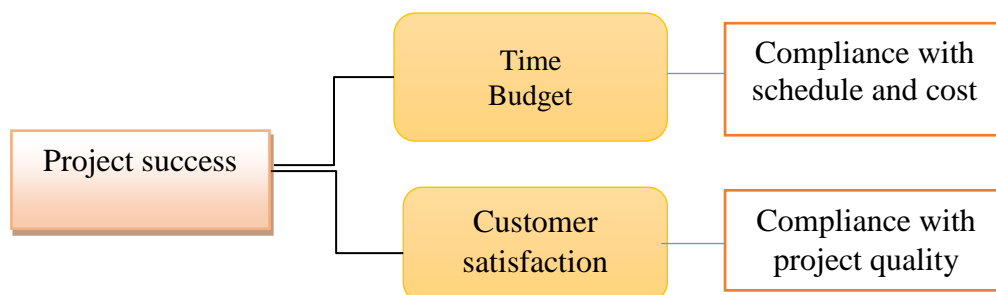 Project success
Time
Budget
Compliance with
schedule and cost
Customer
satisfaction
Compliance with
project quality